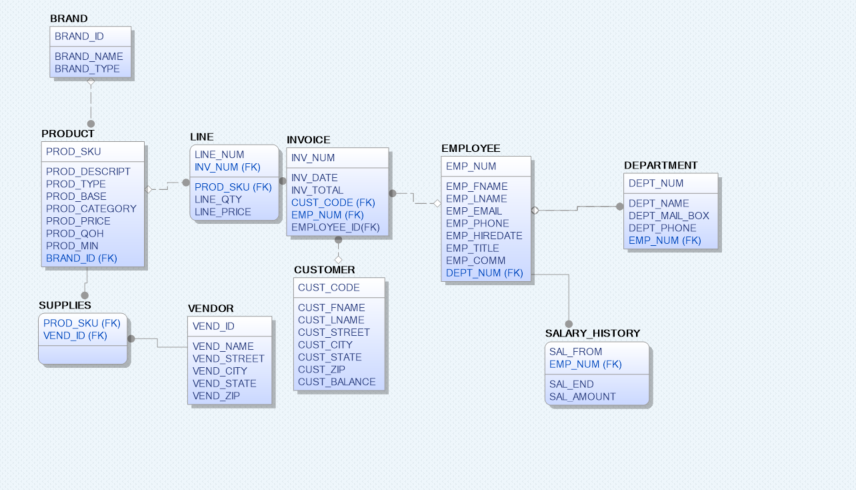 BRAND
BRAND_ID
BRAND_NAME
BRAND_TYPE
PRODUCT
PROD_SKU
PROD_DESCRIPT
PROD_TYPE
PROD_BASE
PROD_CATEGORY
PROD_PRICE
PROD_QOH
PROD_MIN
BRAND_ID (FK)
LINE
LINE_NUM
INV_NUM (FK)
PROD_SKU (FK)
LINE_QTY
LINE_PRICE
INVOICE
INV_NUM
INV_DATE
INV_TOTAL
CUST_CODE (FK)
EMP_NUM (FK)
EMPLOYEE_ID(FK)
EMPLOYEE
EMP_NUM
EMP_FNAME
EMP_LNAME
EMP_EMAIL
EMP_PHONE
EMP_HIREDATE
EMP_TITLE
EMP_COMM
DEPT_NUM (FK)
DEPARTMENT
DEPT_NUM
DEPT_NAME
DEPT_MAIL_BOX
DEPT_PHONE
EMP_NUM (FK)
SUPPLIES
PROD_SKU (FK)
VEND_ID (FK)
VENDOR
VEND_ID
VEND_NAME
VEND_STREET
VEND_CITY
VEND_STATE
VEND_ZIP
CUSTOMER
CUST_CODE
CUST_FNAME
CUST_LNAME
CUST_STREET
CUST_CITY
CUST_STATE
CUST_ZIP
CUST_BALANCE
SALARY_HISTORY
SAL_FROM
EMP_NUM (FK)
SAL_END
SAL_AMOUNT